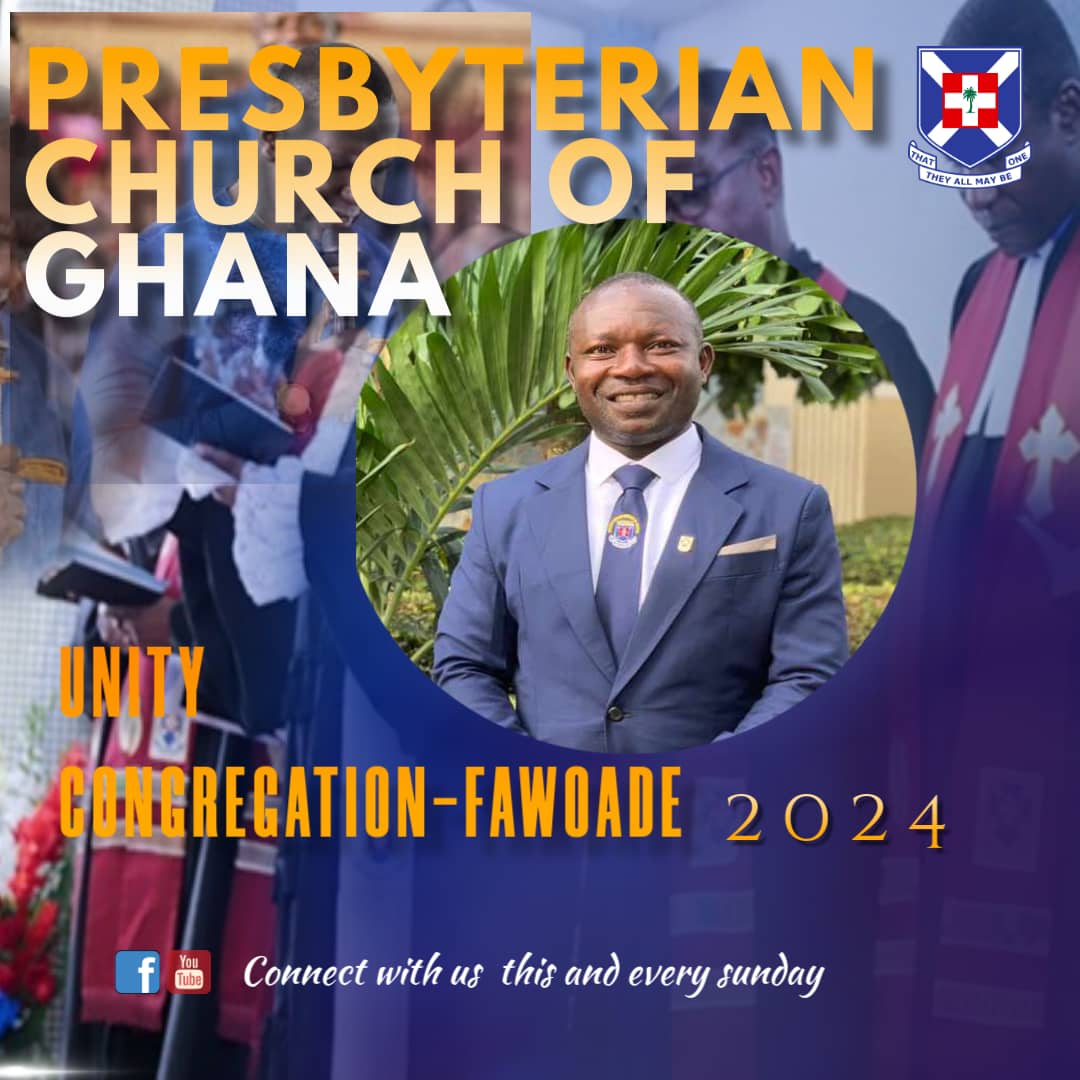 PRESBYTERIAN
CHURCH OF
GHANA
THAT THEY ALL MAY BE ONE
UNITY
CONGREGATION-FAWOADE 2024
f You Tube Connect with us this and every sunday